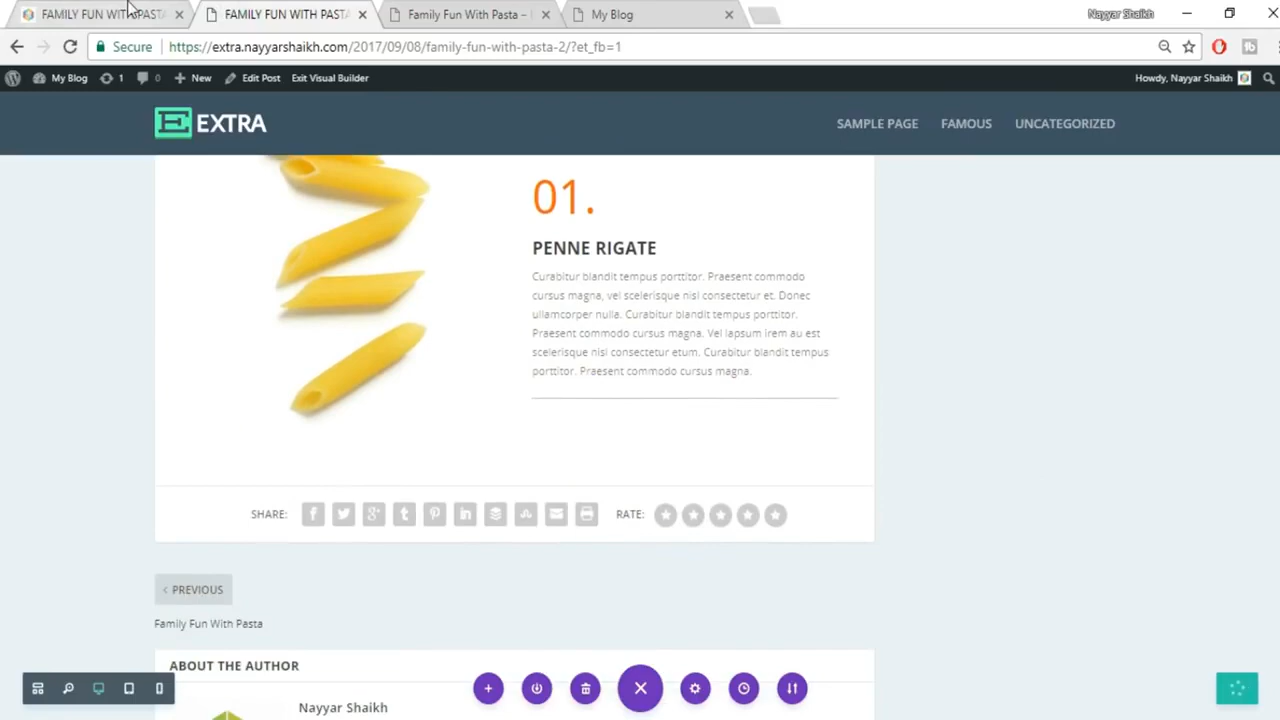 FAMILY FUN WITH PASTA
FAMILY FUN WITH PASTA
Family Fun With Pasta –
My Blog
Nayyar Shaikh
Secure
https://extra.nayyarshaikh.com/2017/09/08/family-fun-with-pasta-2/?et_fb=1
My Blog
1
0
New
Edit Post
Exit Visual Builder
Howdy, Nayyar Shaikh
E EXTRA
SAMPLE PAGE
FAMOUS
UNCATEGORIZED
01.
PENNE RIGATE
Curabitur blandit tempus porttitor. Praesent commodo
cursus magna, vel scelerisque nisl consectetur et. Donec
ullamcorper nulla. Curabitur blandit tempus porttitor.
Praesent commodo cursus magna. Vel lapsum irem au est
scelerisque nisi consectetur etum. Curabitur blandit tempus
porttitor. Praesent commodo cursus magna.
SHARE:
RATE:
‹ PREVIOUS
Family Fun With Pasta
ABOUT THE AUTHOR
Nayyar Shaikh